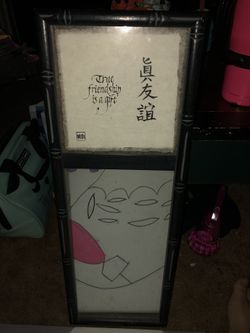 True
friendship
is a gift
眞友誼